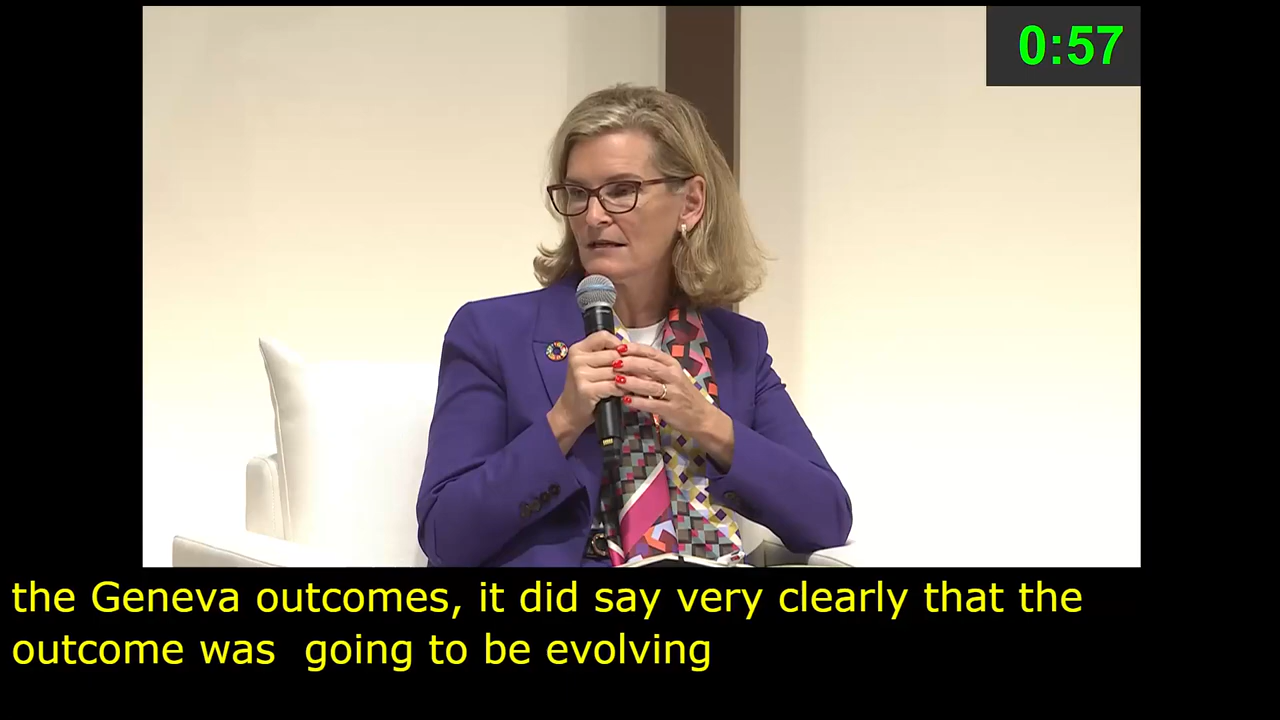 0:57
the Geneva outcomes, it did say very clearly that the
outcome was  going to be evolving